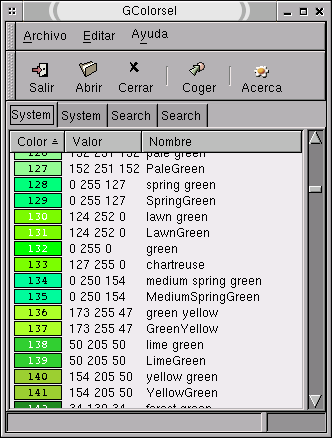 GColorsel
Archivo Editar Ayuda
Salir Abrir Cerrar Coger Acerca
System System Search Search
Color Valor Nombre
126 152 251 152 pale green
127 152 251 152 PaleGreen
128 0 255 127 spring green
129 0 255 127 SpringGreen
130 124 252 0 lawn green
131 124 252 0 LawnGreen
132 0 255 0 green
133 127 255 0 chartreuse
134 0 250 154 medium spring green
135 0 250 154 MediumSpringGreen
136 173 255 47 green yellow
137 173 255 47 GreenYellow
138 50 205 50 lime green
139 50 205 50 LimeGreen
140 154 205 50 yellow green
141 154 205 50 YellowGreen
142 34 139 34 forest green